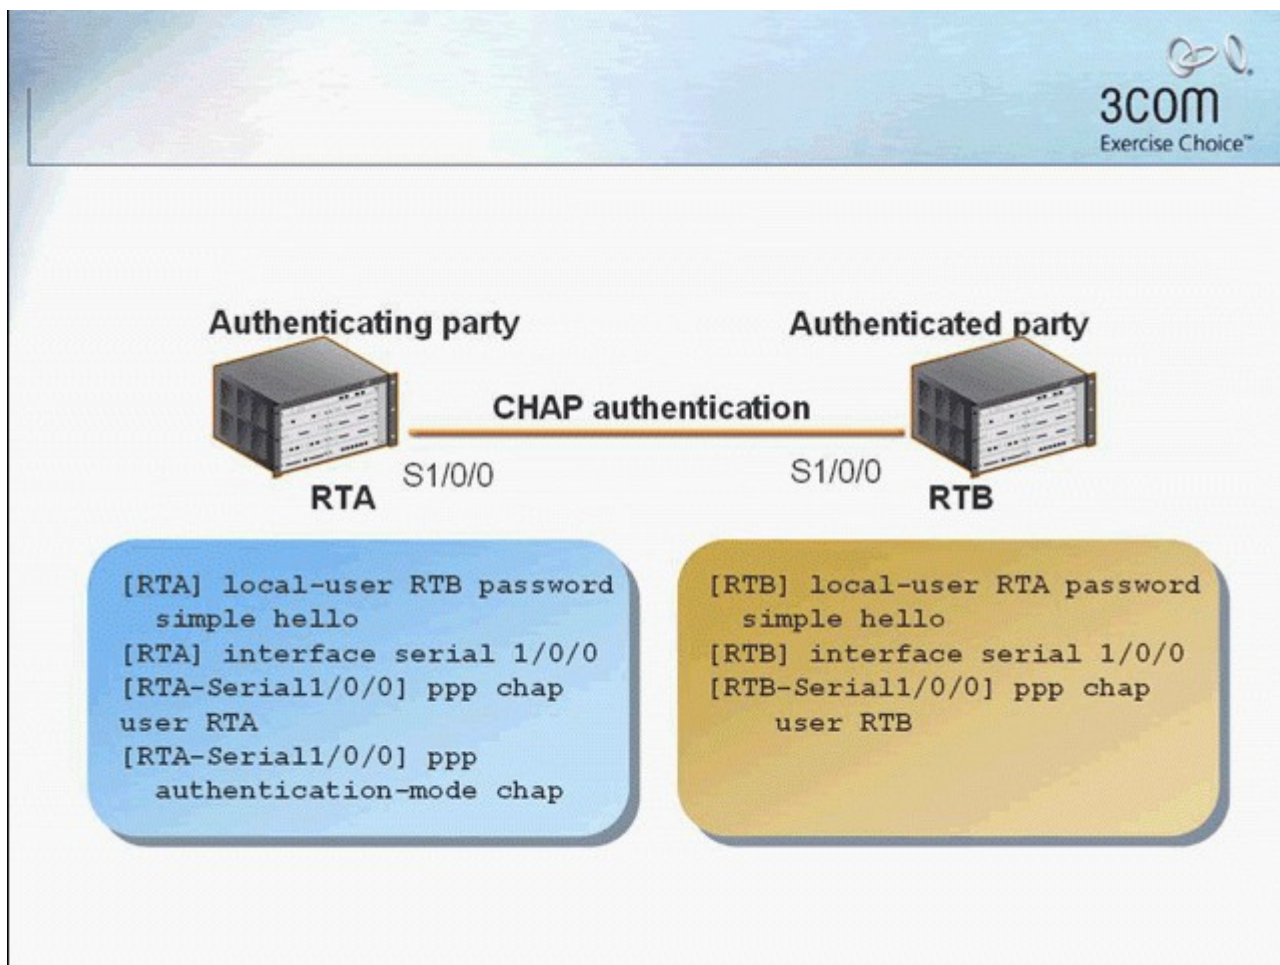 3COM
Exercise Choice™
Authenticating party
Authenticated party
CHAP authentication
S1/0/0
S1/0/0
RTA
RTB
[RTA] local-user RTB password
simple hello
[RTA] interface serial 1/0/0
[RTA-Serial1/0/0] ppp chap
user RTA
[RTA-Serial1/0/0] ppp
authentication-mode chap
[RTB] local-user RTA password
simple hello
[RTB] interface serial 1/0/0
[RTB-Serial1/0/0] ppp chap
user RTB